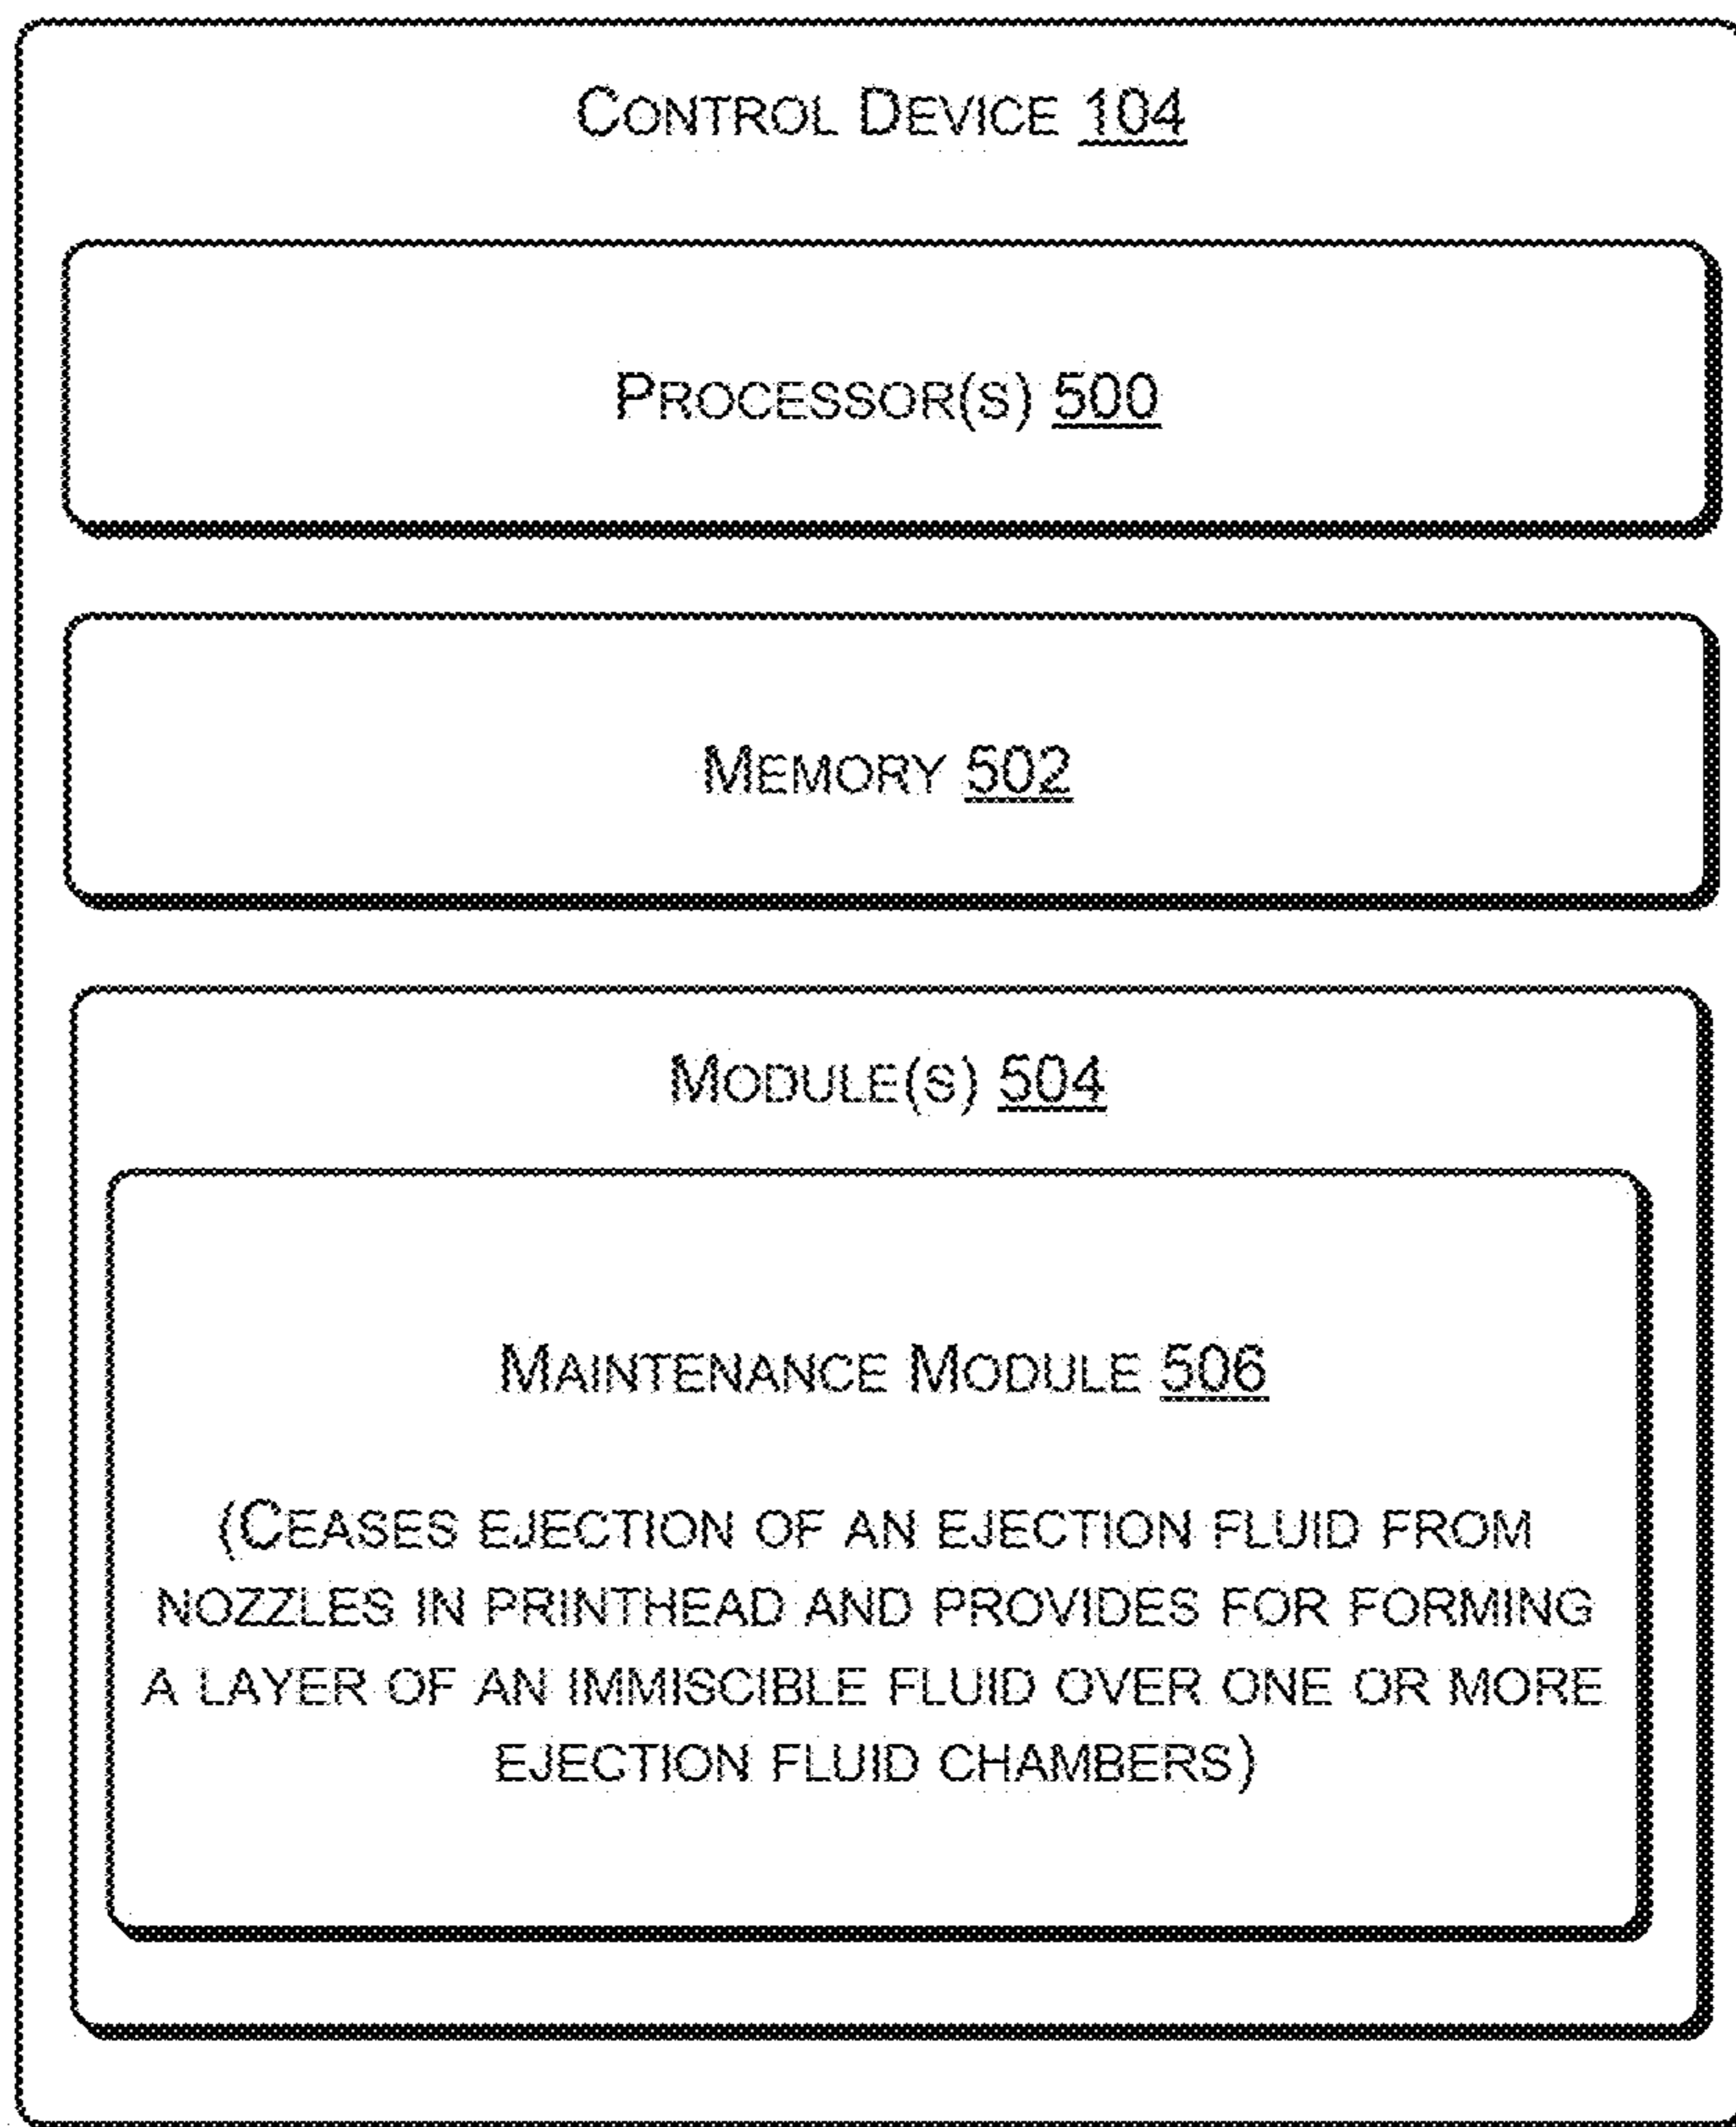 CONTROL DEVICE 104
PROCESSOR(S) 500
MEMORY 502
MODULE(S) 504
MAINTENANCE MODULE 506
(CEASES EJECTION OF AN EJECTION FLUID FROM
NOZZLES IN PRINTHEAD AND PROVIDES FOR FORMING
A LAYER OF AN IMMISCIBLE FLUID OVER ONE OR MORE
EJECTION FLUID CHAMBERS)